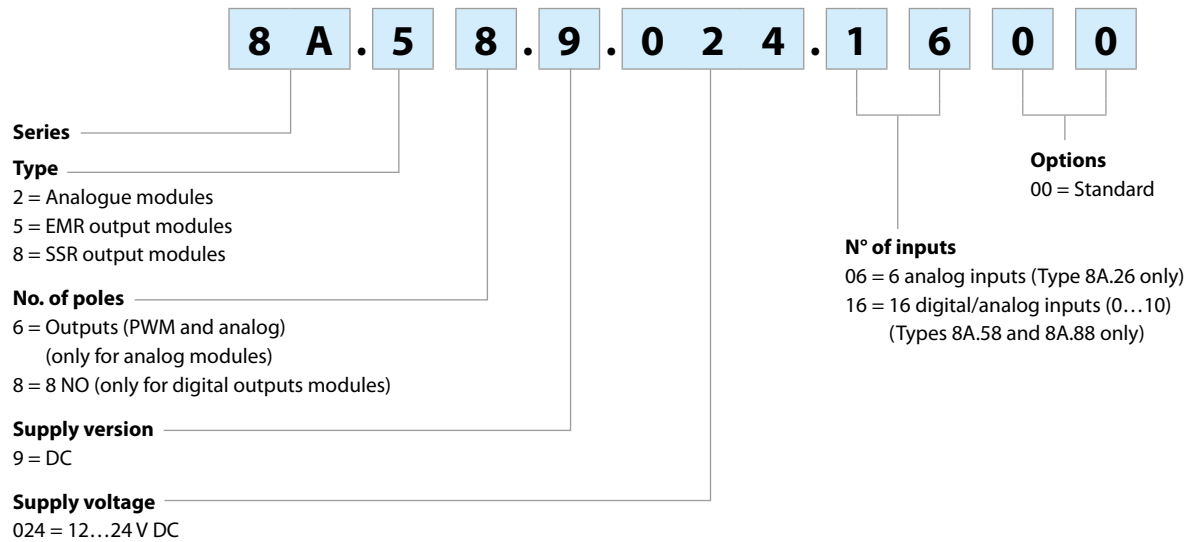 8 A . 5 8 . 9 . 0 2 4 . 1 6 0 0
Series
Type
2 = Analogue modules
5 = EMR output modules
8 = SSR output modules
No. of poles
6 = Outputs (PWM and analog)
(only for analog modules)
8 = 8 NO (only for digital outputs modules)
Supply version
9 = DC
Supply voltage
024 = 12…24 V DC
Options
00 = Standard
N° of inputs
06 = 6 analog inputs (Type 8A.26 only)
16 = 16 digital/analog inputs (0…10)
(Types 8A.58 and 8A.88 only)